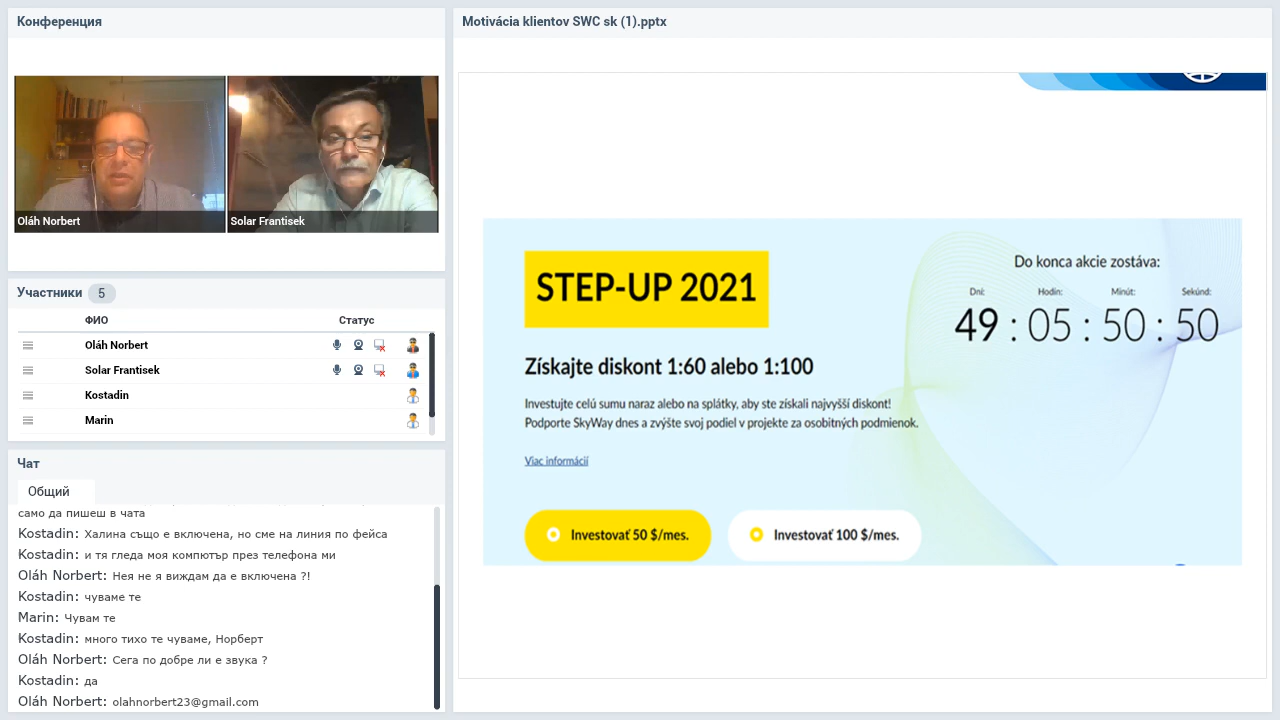 Конференция
Oláh Norbert
Solar Frantisek
Участники 5
ФИО Статус
Oláh Norbert
Solar Frantisek
Kostadin
Marin
Чат
Общий
само да пишеш в чата
Kostadin: Халина също е включена, но сме на линия по фейса
Kostadin: и тя гледа моя компютър през телефона ми
Oláh Norbert: Нея не я виждам да е включена ?!
Kostadin: чуваме те
Marin: Чувам те
Kostadin: много тихо те чуваме, Норберт
Oláh Norbert: Сега по добре ли е звука ?
Kostadin: да
Oláh Norbert: olahnorbert23@gmail.com
Motivácia klientov SWC sk (1).pptx
STEP-UP 2021
Do konca akcie zostáva:
Dní: Hodín: Minút: Sekúnd:
49 : 05 : 50 : 50
Získajte diskont 1:60 alebo 1:100
Investujte celú sumu naraz alebo na splátky, aby ste získali najvyšší diskont!
Podporte SkyWay dnes a zvýšte svoj podiel v projekte za osobitných podmienok.
Viac informácií
Investovať 50 $/mes.
Investovať 100 $/mes.